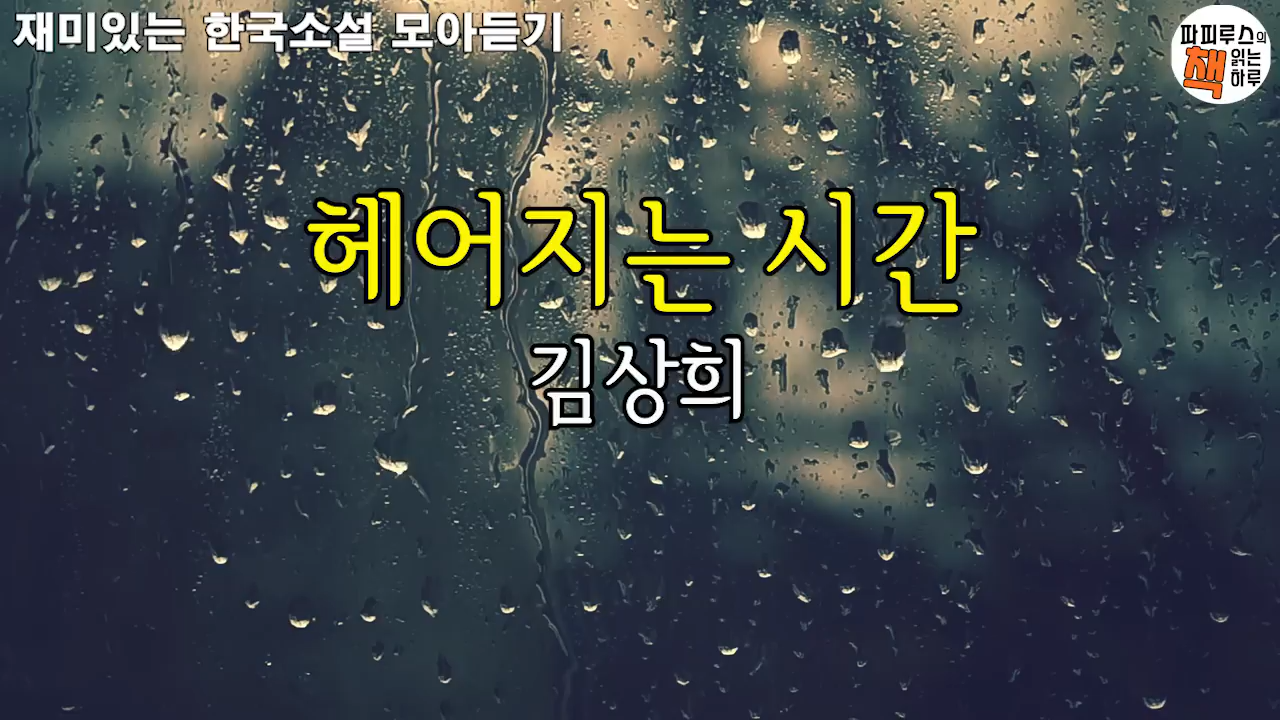 재미있는 한국소설 모아듣기
파피루스의
책 읽는
하루
헤어지는 시간
김상희